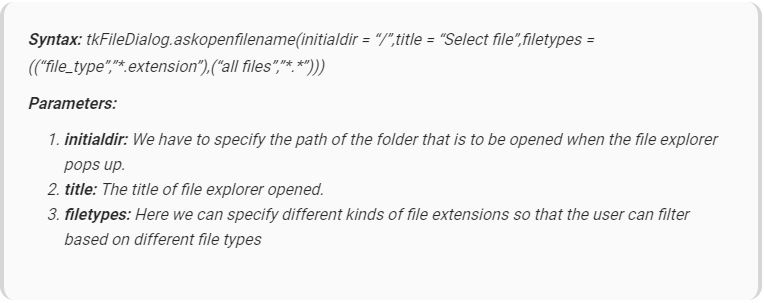 Syntax: tkFileDialog.askopenfilename(initialdir = “/”,title = “Select file”,filetypes =
((“file_type”,”*.extension”),(“all files”,”*.*”)))
Parameters:
1. initialdir: We have to specify the path of the folder that is to be opened when the file explorer
pops up.
2. title: The title of file explorer opened.
3. filetypes: Here we can specify different kinds of file extensions so that the user can filter
based on different file types